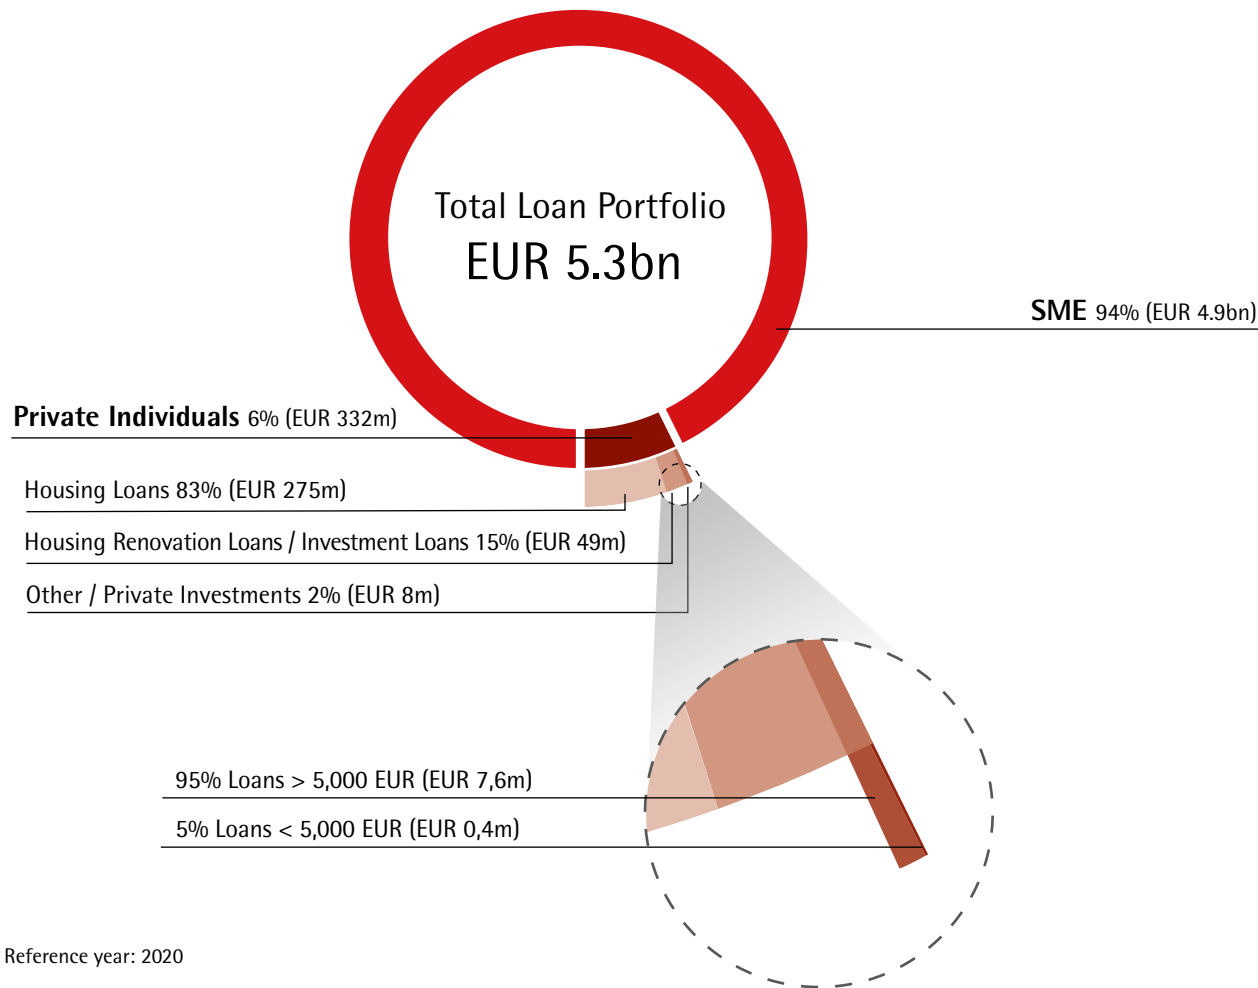 Total Loan Portfolio
EUR 5.3bn
SME 94% (EUR 4.9bn)
Private Individuals 6% (EUR 332m)
Housing Loans 83% (EUR 275m)
Housing Renovation Loans / Investment Loans 15% (EUR 49m)
Other / Private Investments 2% (EUR 8m)
95% Loans > 5,000 EUR (EUR 7,6m)
5% Loans < 5,000 EUR (EUR 0,4m)
Reference year: 2020